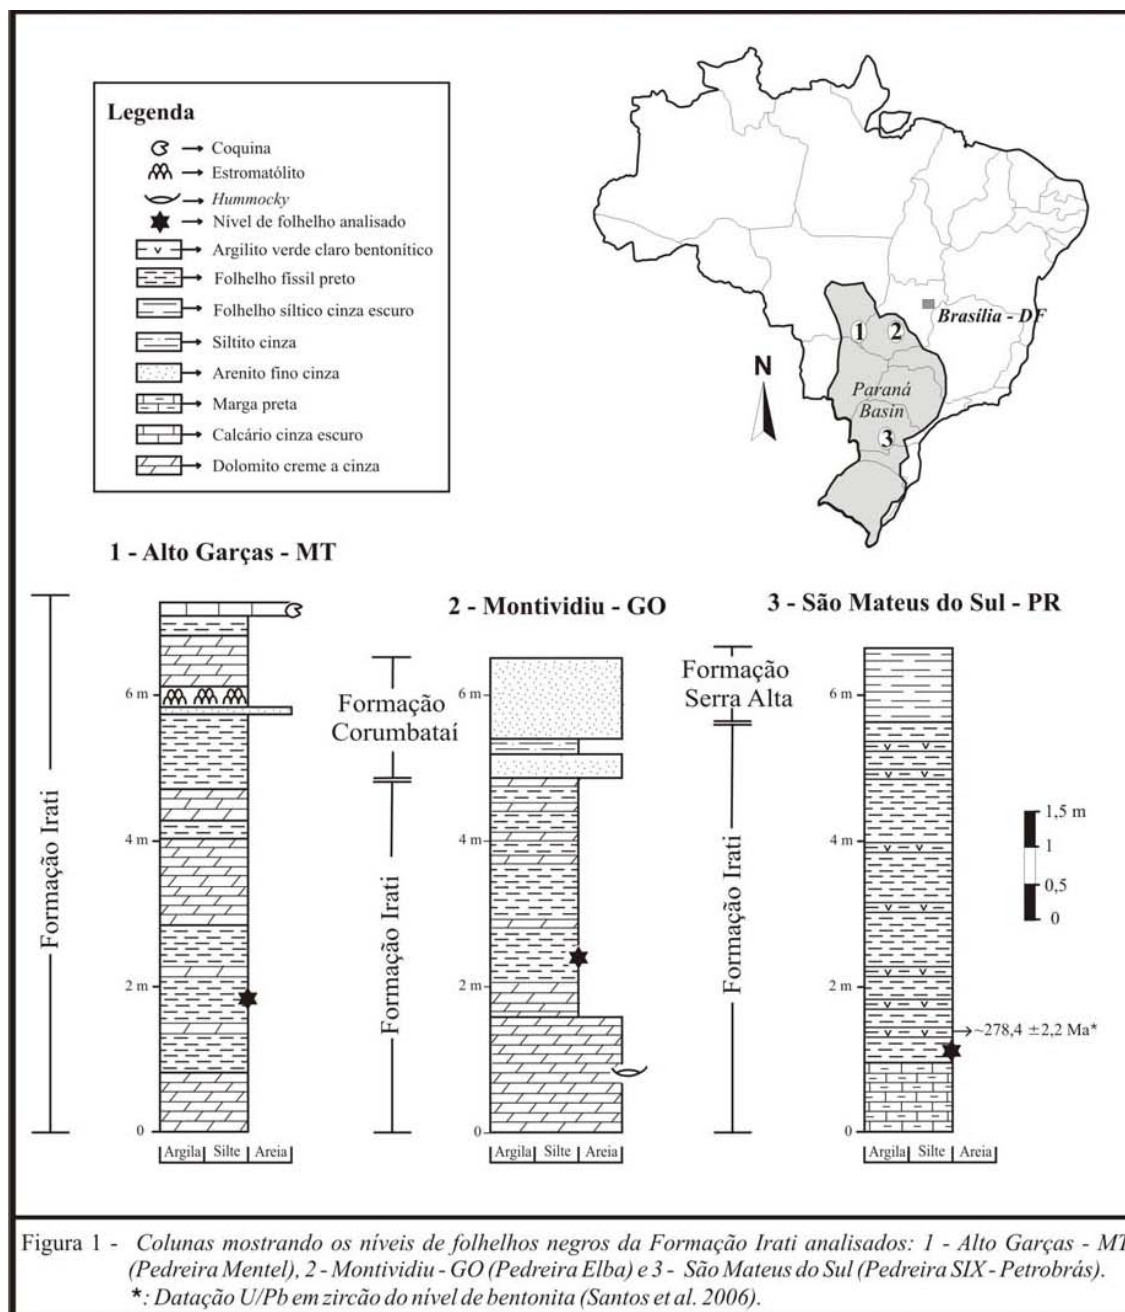 Legenda
Coquina
Estromatólito
Hummocky
Nível de folhelho analisado
Argilito verde claro bentonítico
Folhelho físsil preto
Folhelho síltico cinza escuro
Siltito cinza
Arenito fino cinza
Marga preta
Calcário cinza escuro
Dolomito creme a cinza
Brasília - DF
1
2
N
Paraná
Basin
3
1 - Alto Garças - MT
Formação Irati
6 m
4 m
2 m
0
Argila Silte Areia
2 - Montividiu - GO
Formação
Corumbataí
Formação Irati
6 m
4 m
2 m
0
Argila Silte Areia
3 - São Mateus do Sul - PR
Formação
Serra Alta
Formação Irati
6 m
4 m
2 m
0
~278,4 ±2,2 Ma*
Argila Silte Areia
1,5 m
1
0,5
0
Figura 1 - Colunas mostrando os níveis de folhelhos negros da Formação Irati analisados: 1 - Alto Garças - MT
(Pedreira Mentel), 2 - Montividiu - GO (Pedreira Elba) e 3 - São Mateus do Sul (Pedreira SIX - Petrobrás).
*: Datação U/Pb em zircão do nível de bentonita (Santos et al. 2006).